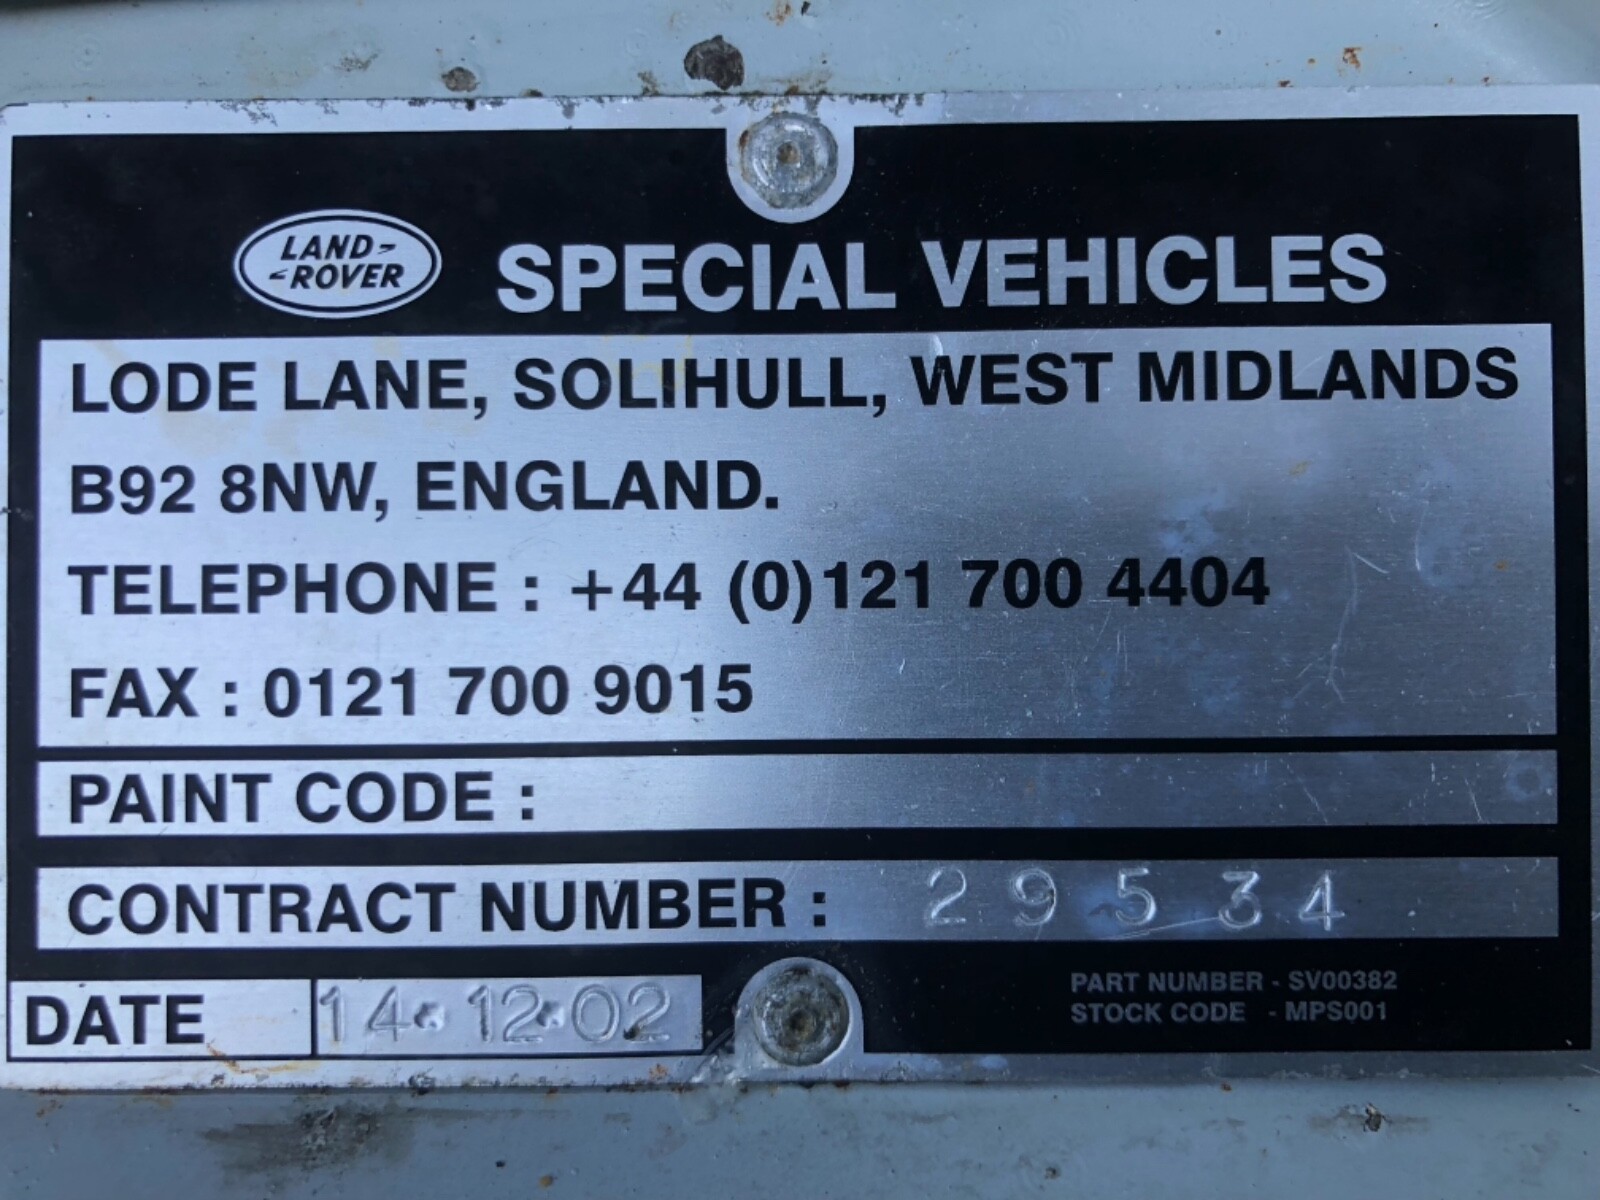 LAND-
-ROVER
SPECIAL VEHICLES
LODE LANE, SOLIHULL, WEST MIDLANDS
B92 8NW, ENGLAND.
TELEPHONE : +44 (0)121 700 4404
FAX : 0121 700 9015
PAINT CODE :
CONTRACT NUMBER : 29534
DATE 14·12·02
PART NUMBER - SV00382
STOCK CODE - MPS001